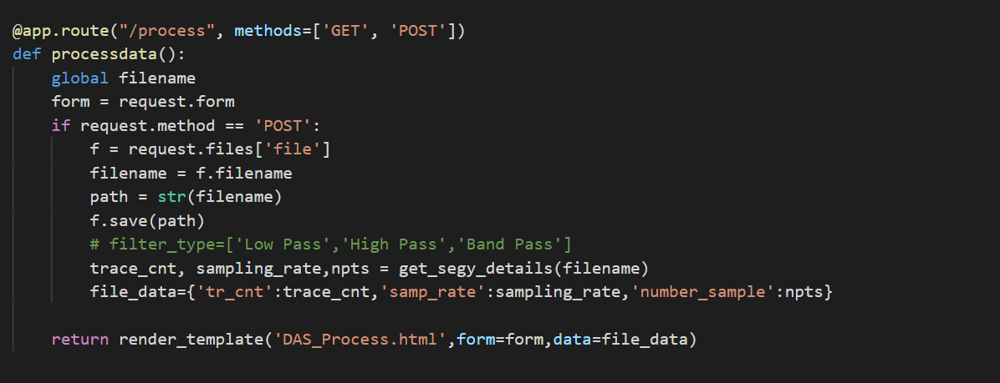 @app.route("/process", methods=['GET', 'POST'])
def processdata():
    global filename
    form = request.form
    if request.method == 'POST':
        f = request.files['file']
        filename = f.filename
        path = str(filename)
        f.save(path)
        # filter_type=['Low Pass','High Pass','Band Pass']
        trace_cnt, sampling_rate,npts = get_segy_details(filename)
        file_data={'tr_cnt':trace_cnt,'samp_rate':sampling_rate,'number_sample':npts}
    return render_template('DAS_Process.html',form=form,data=file_data)